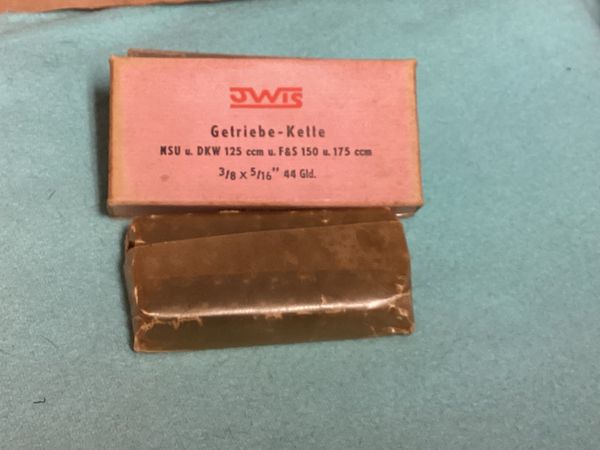 JWIS
Getriebe-Kette
NSU u. DKW 125 ccm u. F&S 150 u. 175 ccm
3/8 x 5/16" 44 Gld.